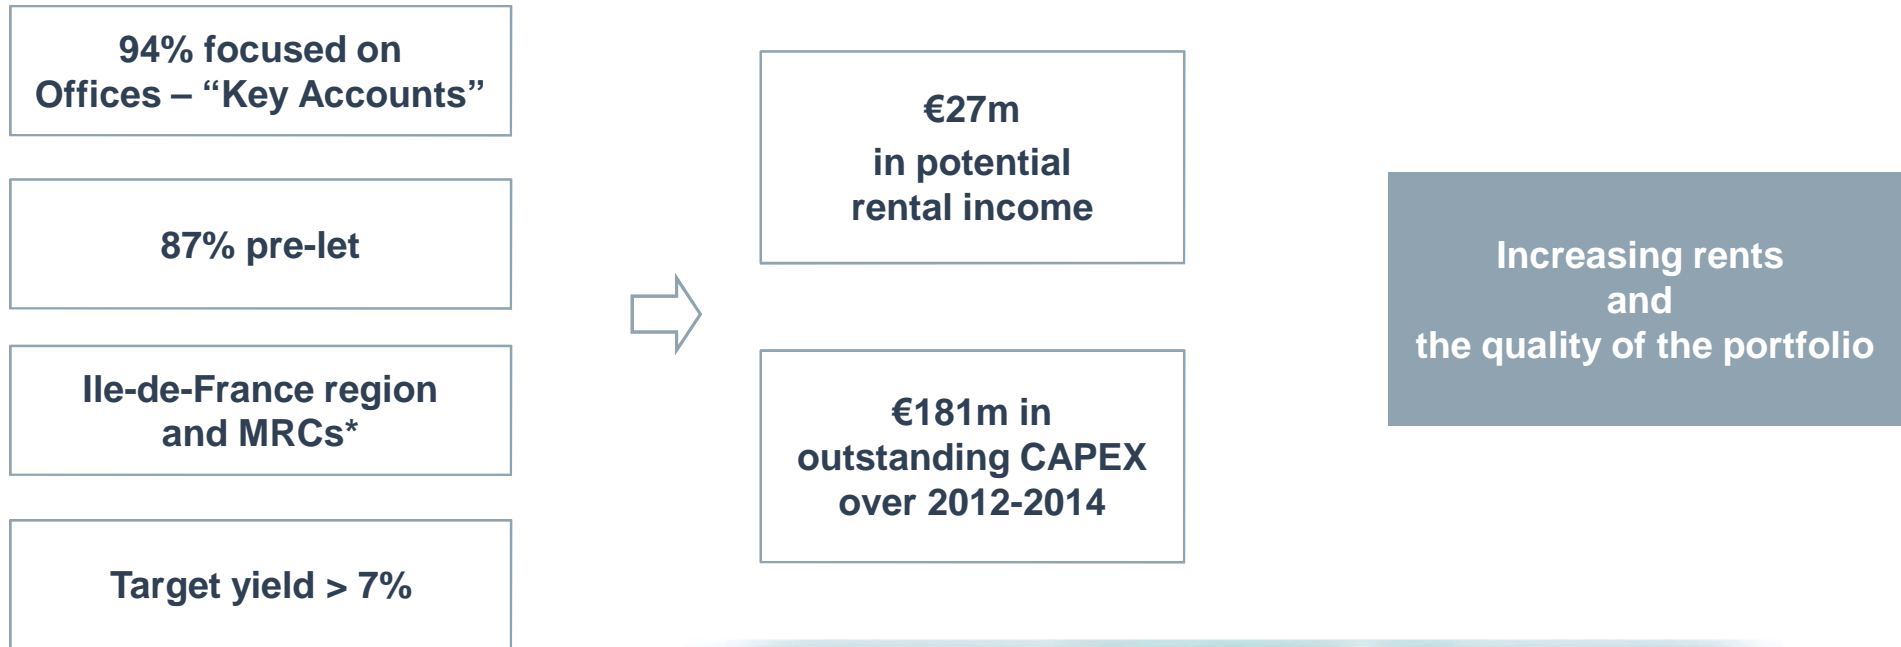 94% focused on
Offices – “Key Accounts”
87% pre-let
Ile-de-France region
and MRCs*
Target yield > 7%
€27m
in potential
rental income
€181m in
outstanding CAPEX
over 2012-2014
Increasing rents
and
the quality of the portfolio